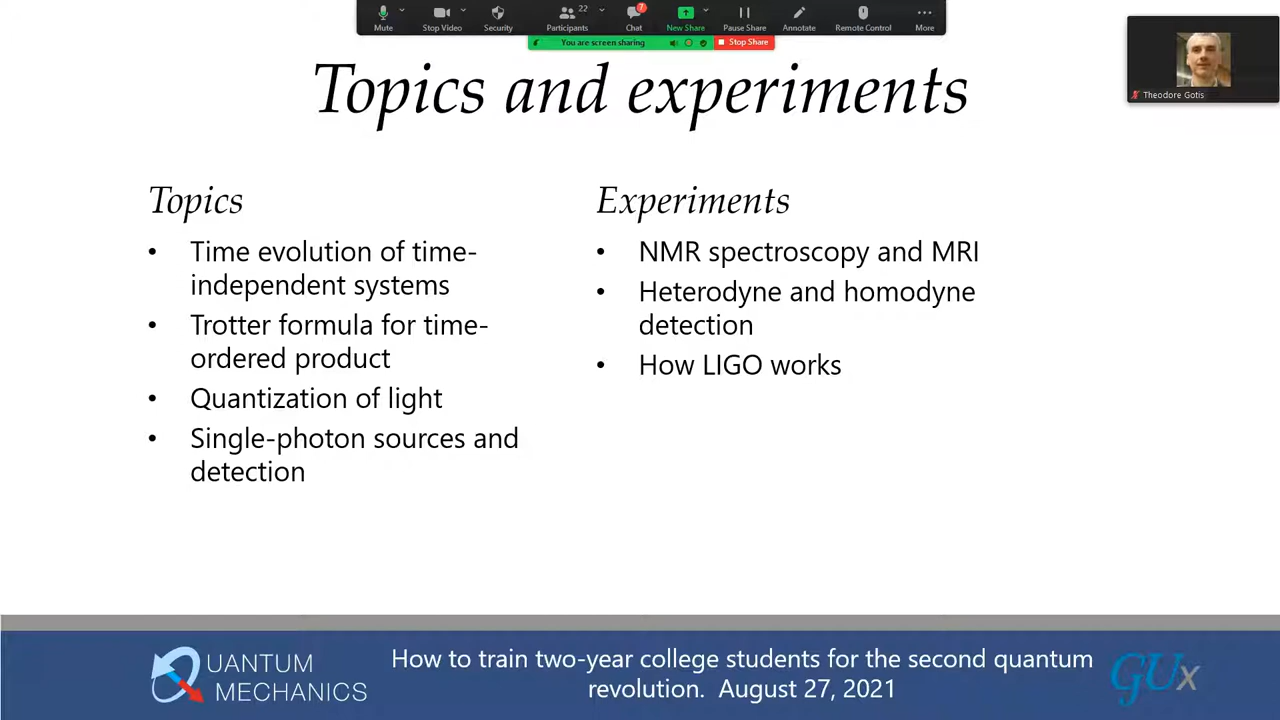 Mute
Stop Video
Security
22
Participants
7
Chat
New Share
Pause Share
Annotate
Remote Control
More
You are screen sharing
Stop Share
Theodore Gotis
Topics and experiments
Topics
• Time evolution of time-
independent systems
• Trotter formula for time-
ordered product
• Quantization of light
• Single-photon sources and
detection
Experiments
• NMR spectroscopy and MRI
• Heterodyne and homodyne
detection
• How LIGO works
QUANTUM
MECHANICS
How to train two-year college students for the second quantum
revolution. August 27, 2021
GUx